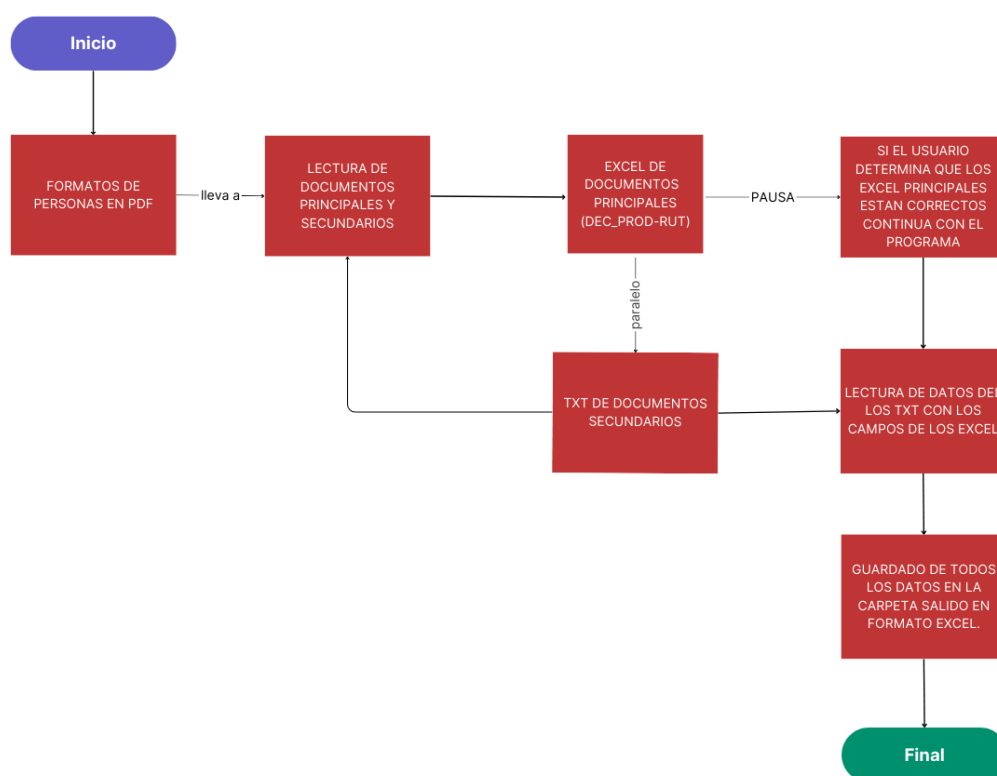 Inicio
FORMATOS DE
PERSONAS EN PDF
lleva a
LECTURA DE
DOCUMENTOS
PRINCIPALES Y
SECUNDARIOS
EXCEL DE
DOCUMENTOS
PRINCIPALES
(DEC_PROD-RUT)
PAUSA
SI EL USUARIO
DETERMINA QUE LOS
EXCEL PRINCIPALES
ESTAN CORRECTOS
CONTINUA CON EL
PROGRAMA
paralelo
TXT DE DOCUMENTOS
SECUNDARIOS
LECTURA DE DATOS DE
LOS TXT CON LOS
CAMPOS DE LOS EXCEL
GUARDADO DE TODOS
LOS DATOS EN LA
CARPETA SALIDO EN
FORMATO EXCEL.
Final